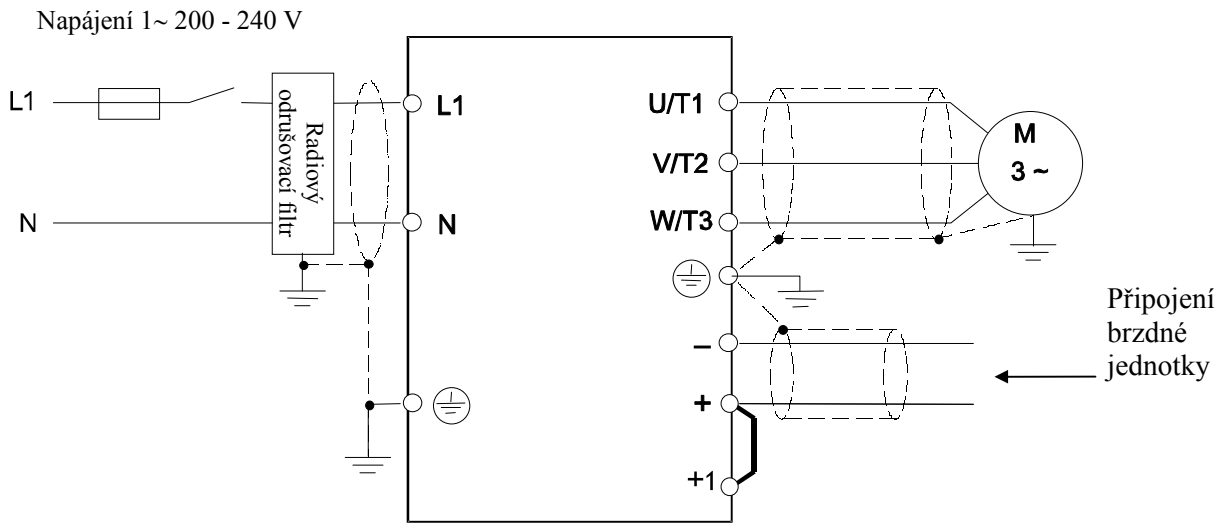 Napájení 1~ 200 - 240 V
L1
Radiový
odrušovací filtr
L1
U/T1
M
3 ~
V/T2
N
N
W/T3
–
Připojení
brzdné
jednotky
+
+1